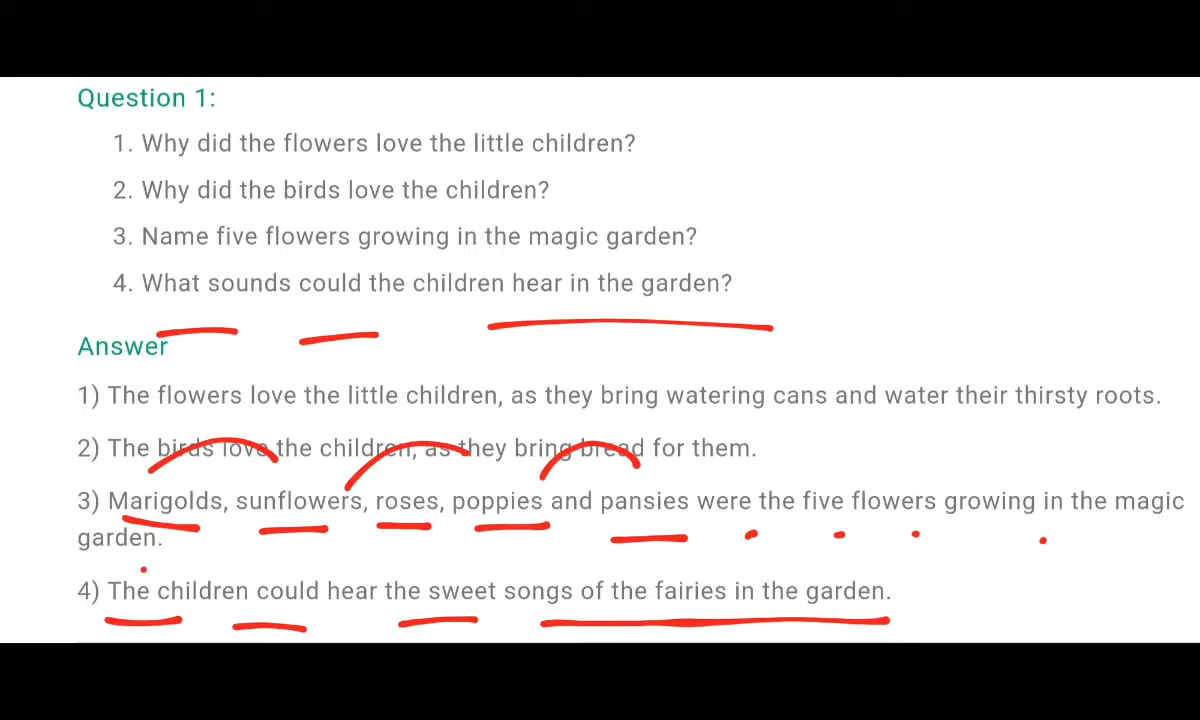 Question 1:
1. Why did the flowers love the little children?
2. Why did the birds love the children?
3. Name five flowers growing in the magic garden?
4. What sounds could the children hear in the garden?
Answer
1) The flowers love the little children, as they bring watering cans and water their thirsty roots.
2) The birds love the children, as they bring bread for them.
3) Marigolds, sunflowers, roses, poppies and pansies were the five flowers growing in the magic
garden.
4) The children could hear the sweet songs of the fairies in the garden.